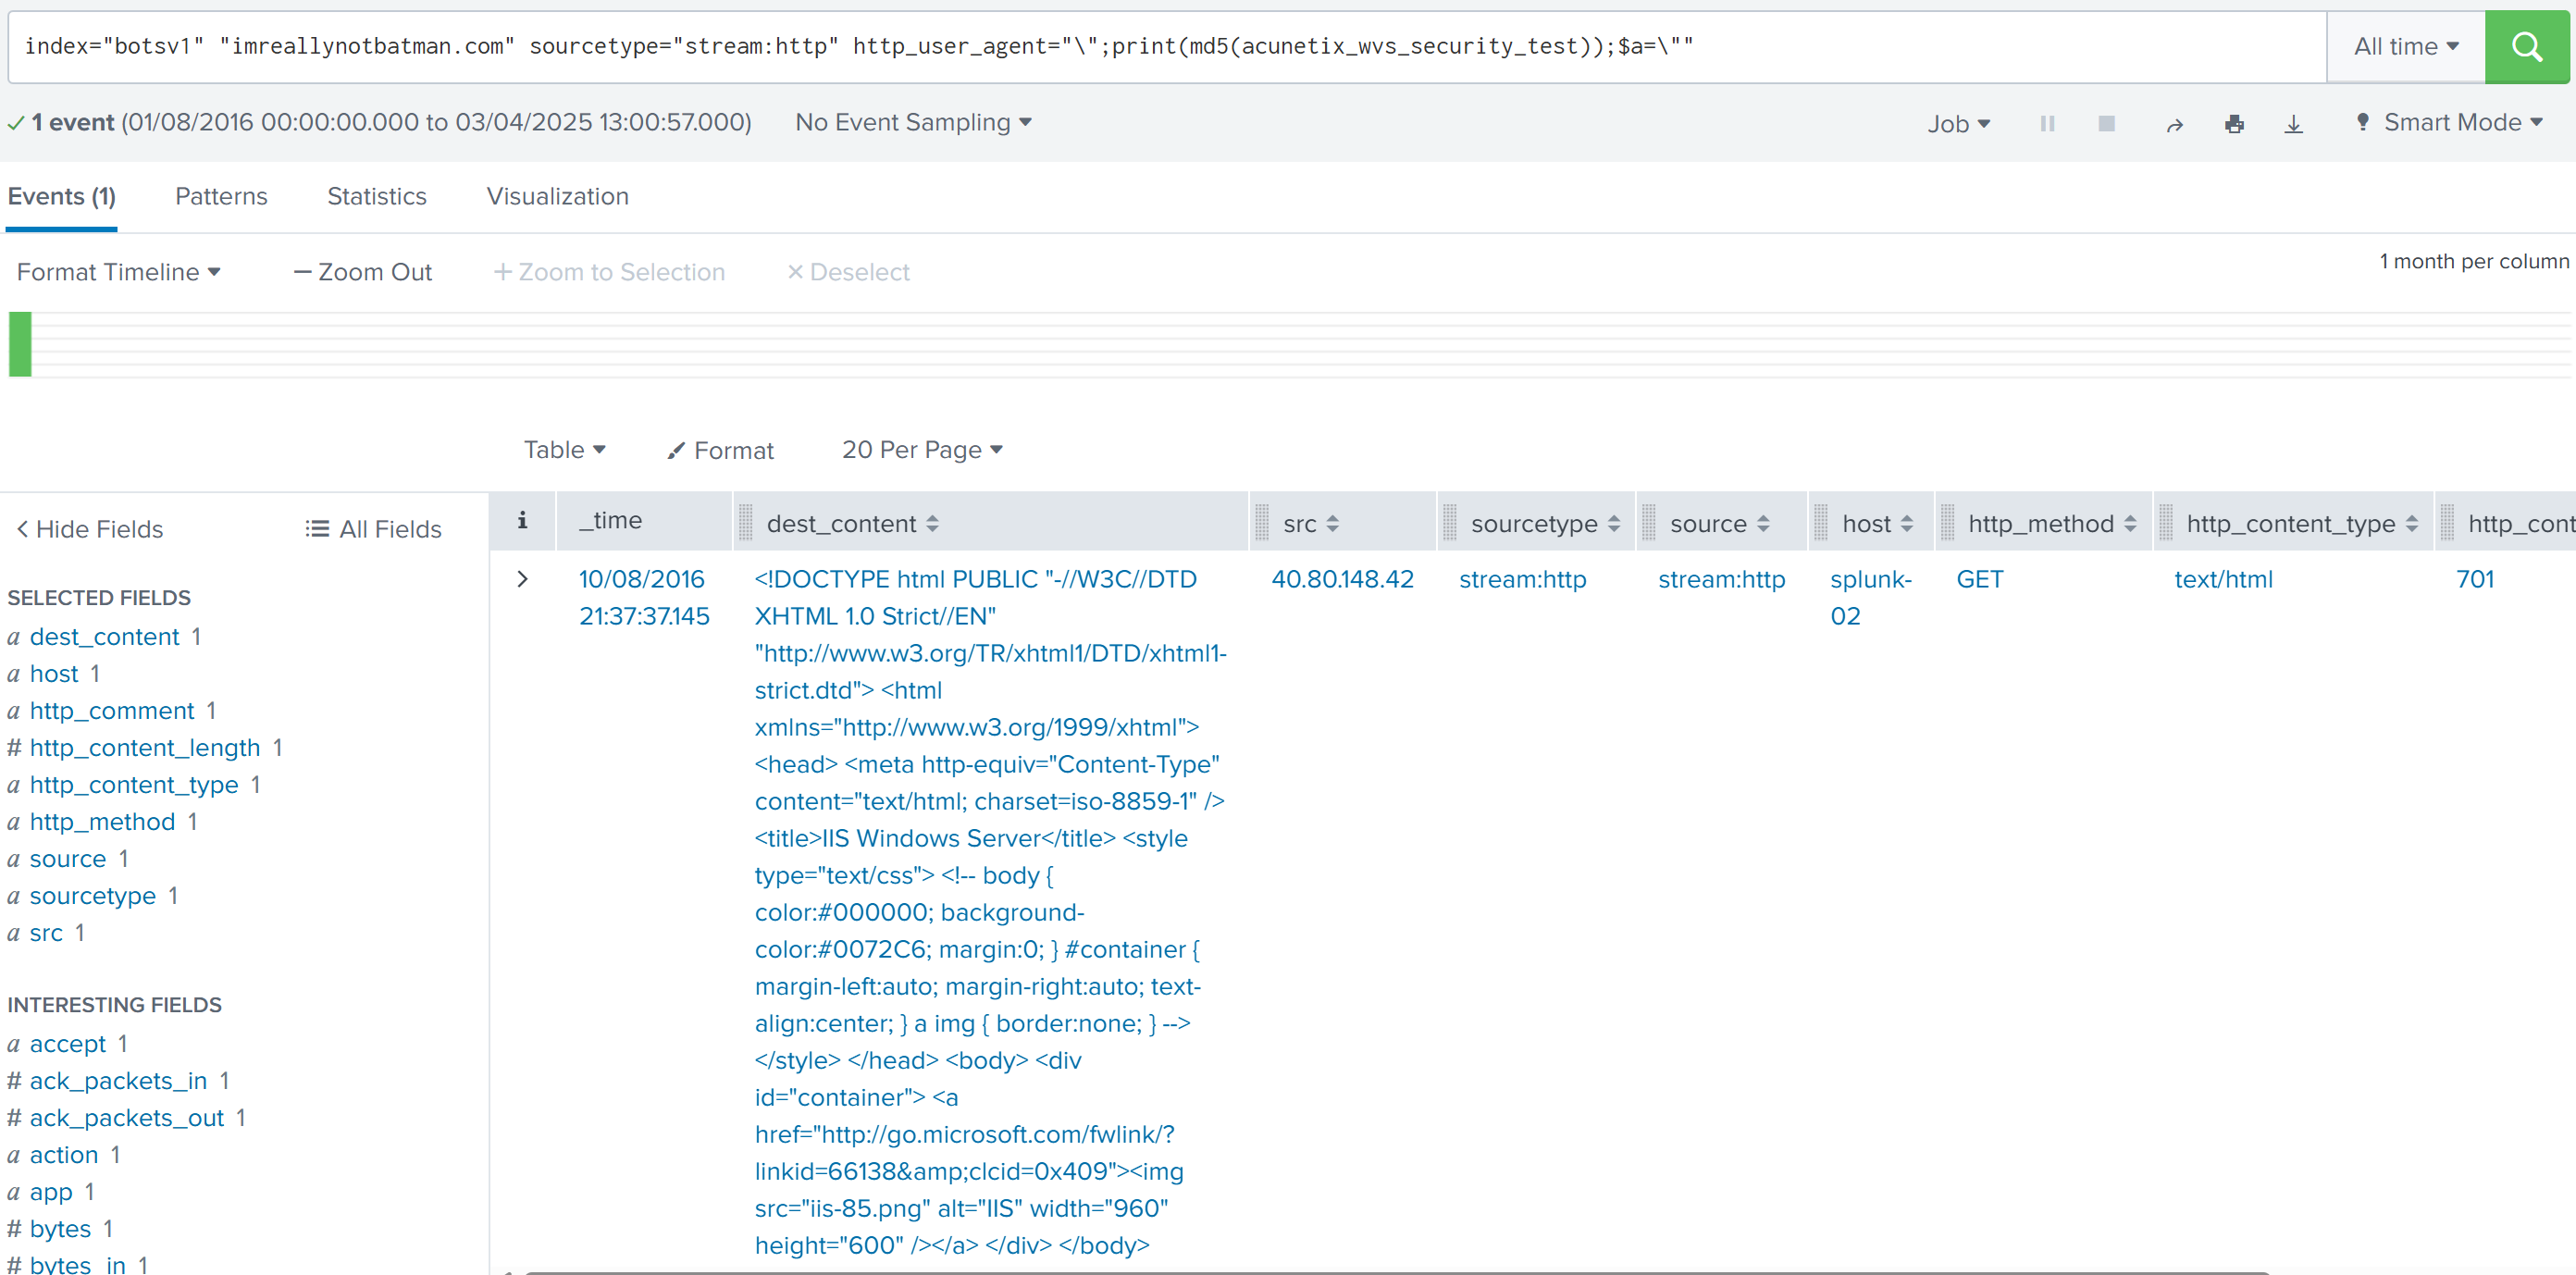 index="botsv1" "imreallynotbatman.com" sourcetype="stream:http" http_user_agent="\";print(md5(acunetix_wvs_security_test));$a=\""
All time
1 event (01/08/2016 00:00:00.000 to 03/04/2025 13:00:57.000)
No Event Sampling
Job
Smart Mode
Events (1)
Patterns
Statistics
Visualization
Format Timeline
Zoom Out
Zoom to Selection
Deselect
1 month per column
Table
Format
20 Per Page
Hide Fields
All Fields
SELECTED FIELDS
a dest_content 1
a host 1
a http_comment 1
# http_content_length 1
a http_content_type 1
a http_method 1
a source 1
a sourcetype 1
a src 1
INTERESTING FIELDS
a accept 1
# ack_packets_in 1
# ack_packets_out 1
a action 1
a app 1
# bytes 1
# bytes_in 1
i
_time
dest_content
src
sourcetype
source
host
http_method
http_content_type
http_cont
10/08/2016
21:37:37.145
<!DOCTYPE html PUBLIC "-//W3C//DTD
XHTML 1.0 Strict//EN"
"http://www.w3.org/TR/xhtml1/DTD/xhtml1-
strict.dtd"> <html
xmlns="http://www.w3.org/1999/xhtml">
<head> <meta http-equiv="Content-Type"
content="text/html; charset=iso-8859-1" />
<title>IIS Windows Server</title> <style
type="text/css"> <!-- body {
color:#000000; background-
color:#0072C6; margin:0; } #container {
margin-left:auto; margin-right:auto; text-
align:center; } a img { border:none; } -->
</style> </head> <body> <div
id="container"> <a
href="http://go.microsoft.com/fwlink/?
linkid=66138&amp;clcid=0x409"><img
src="iis-85.png" alt="IIS" width="960"
height="600" /></a> </div> </body>
40.80.148.42
stream:http
stream:http
splunk-
02
GET
text/html
701